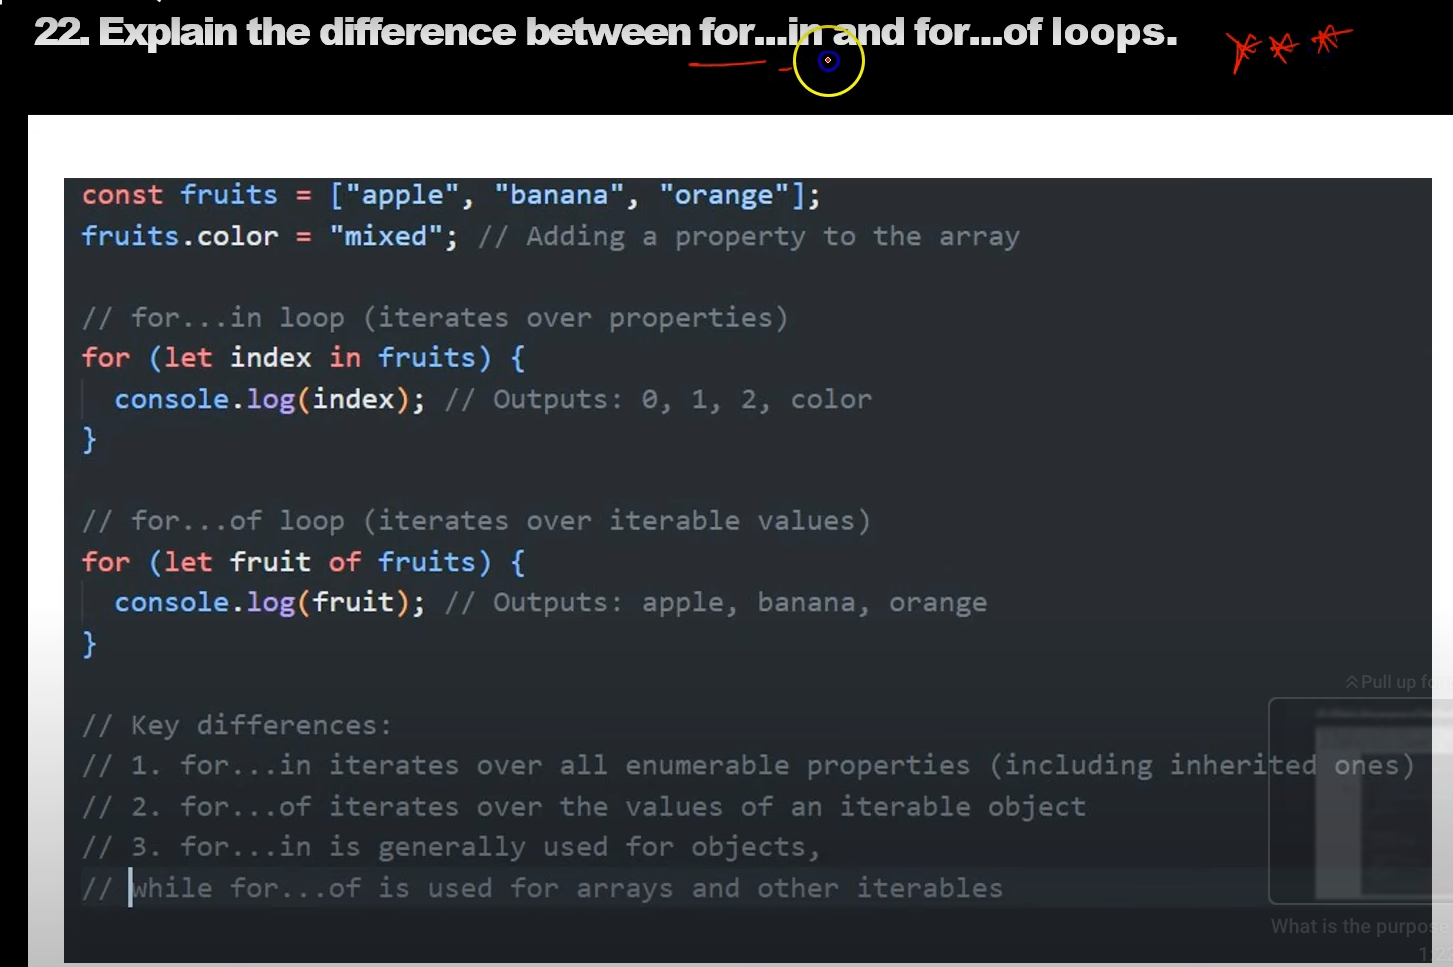 22. Explain the difference between for...in and for...of loops.
const fruits = ["apple", "banana", "orange"];
fruits.color = "mixed"; // Adding a property to the array
// for...in loop (iterates over properties)
for (let index in fruits) {
console.log(index); // Outputs: 0, 1, 2, color
}
// for...of loop (iterates over iterable values)
for (let fruit of fruits) {
console.log(fruit); // Outputs: apple, banana, orange
}
Pull up
// Key differences:
// 1. for...in iterates over all enumerable properties (including inherited ones)
// 2. for...of iterates over the values of an iterable object
// 3. for...in is generally used for objects,
// while for...of is used for arrays and other iterables
What is the